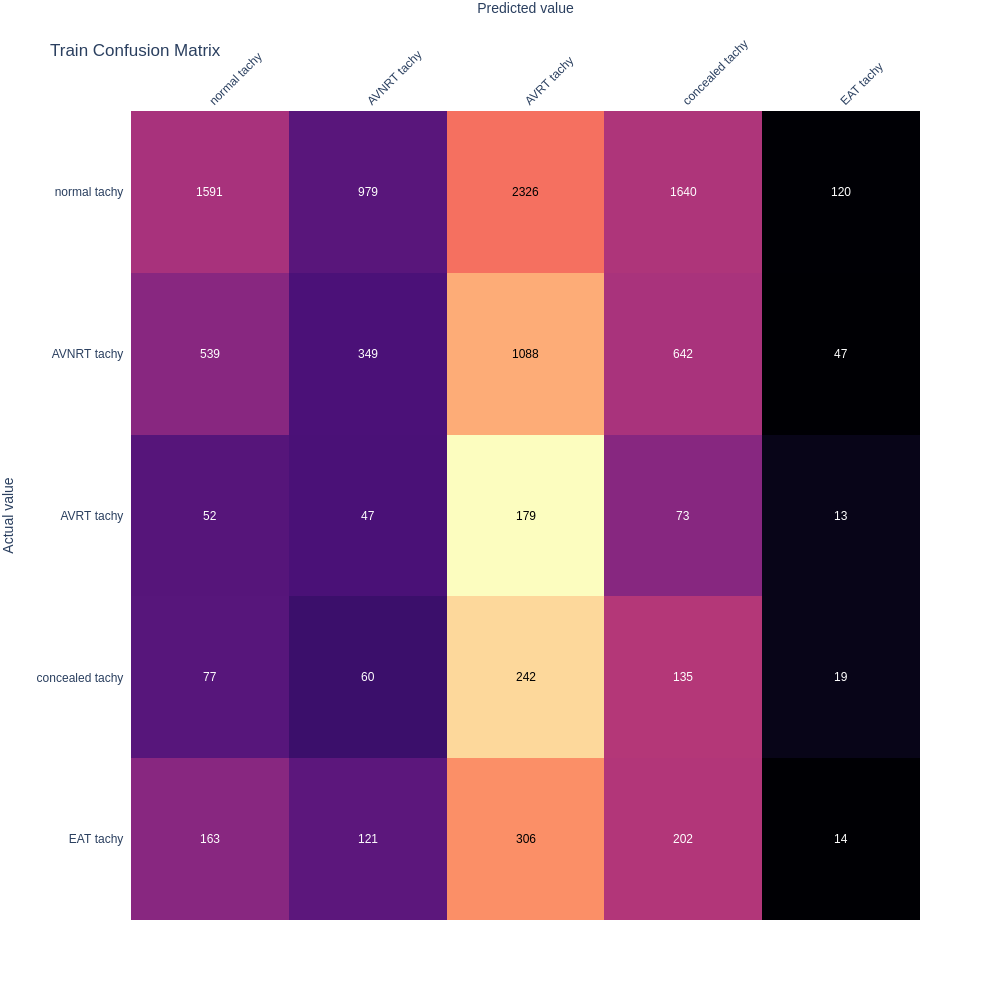 Predicted value
Train Confusion Matrix
normal tachy
AVNRT tachy
AVRT tachy
concealed tachy
EAT tachy
Actual value
normal tachy 1591 979 2326 1640 120
AVNRT tachy 539 349 1088 642 47
AVRT tachy 52 47 179 73 13
concealed tachy 77 60 242 135 19
EAT tachy 163 121 306 202 14